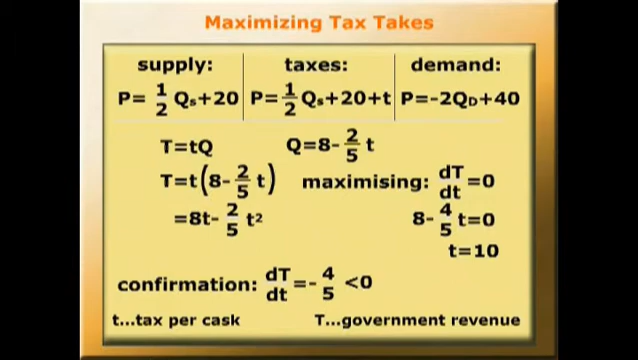 Maximizing Tax Takes
supply: taxes: demand:
P= 1/2 Qs+20 P= 1/2 Qs+20+t P=-2QD+40
T=tQ Q=8- 2/5 t
T=t(8- 2/5 t) maximising: dT/dt =0
=8t- 2/5 t² 8- 4/5 t=0
t=10
confirmation: dT/dt =- 4/5 <0
t...tax per cask T...government revenue